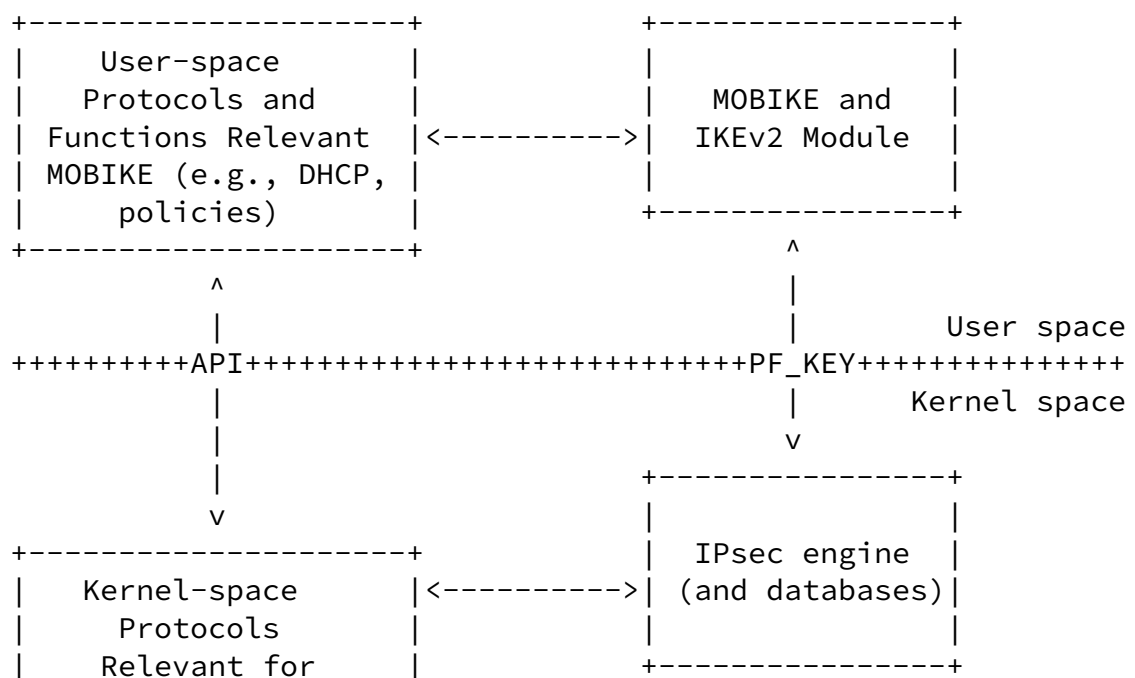 +---------------------+            +----------------+
|     User-space      |            |                |
|    Protocols and    |            |   MOBIKE and   |
| Functions Relevant  |<---------->|  IKEv2 Module  |
| MOBIKE (e.g., DHCP, |            |                |
|      policies)      |            +----------------+
+---------------------+                    ^
           ^                               |
           |                               |        User space
++++++++++API++++++++++++++++++++++++++++PF_KEY+++++++++++++++
           |                               |      Kernel space
           |                               v
           |                       +----------------+
           v                       |                |
+---------------------+            |  IPsec engine  |
|    Kernel-space     |<---------->| (and databases)|
|      Protocols      |            |                |
|     Relevant for    |            +----------------+